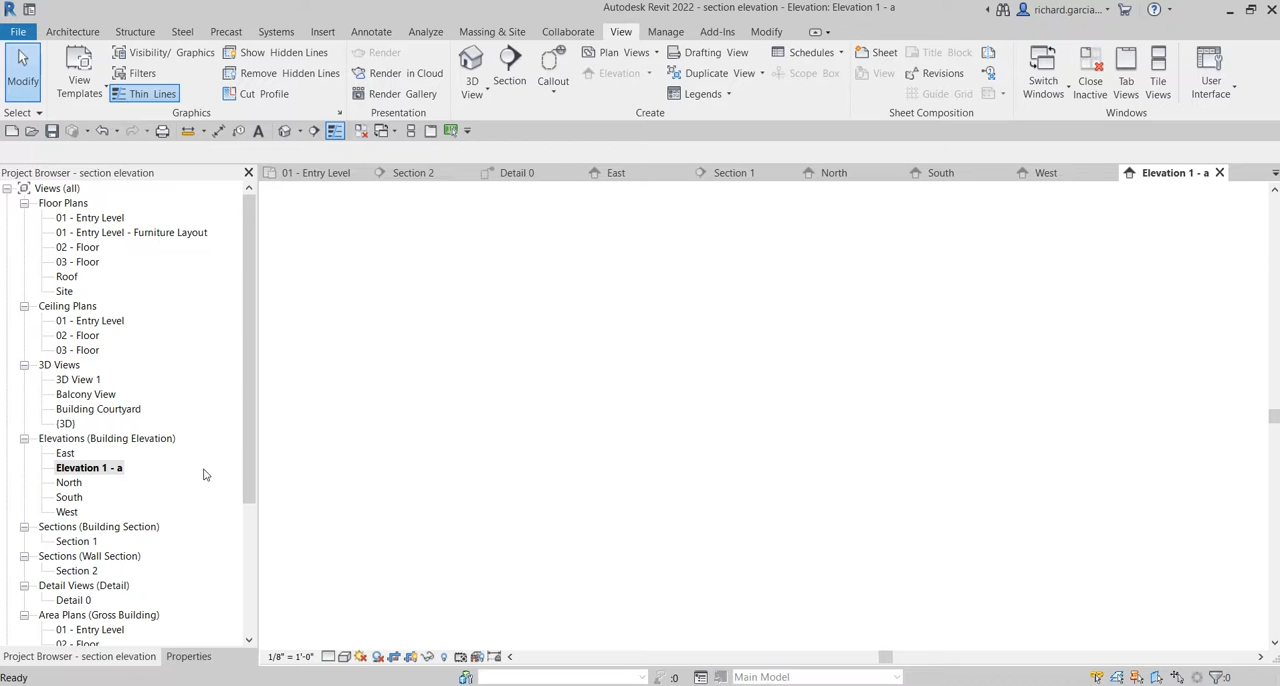 Autodesk Revit 2022 - section elevation - Elevation: Elevation 1 - a
richard.garcia...
File Architecture Structure Steel Precast Systems Insert Annotate Analyze Massing & Site Collaborate View Manage Add-Ins Modify
Modify
View Templates
Visibility/ Graphics
Filters
Thin Lines
Show Hidden Lines
Remove Hidden Lines
Cut Profile
Render
Render in Cloud
Render Gallery
3D View
Section
Callout
Plan Views
Elevation
Drafting View
Duplicate View
Legends
Schedules
Scope Box
Sheet
View
Title Block
Revisions
Guide Grid
Switch Windows
Close Inactive
Tab Views
Tile Views
User Interface
Select Graphics Presentation Create Sheet Composition Windows
Project Browser - section elevation
01 - Entry Level Section 2 Detail 0 East Section 1 North South West Elevation 1 - a
Views (all)
Floor Plans
01 - Entry Level
01 - Entry Level - Furniture Layout
02 - Floor
03 - Floor
Roof
Site
Ceiling Plans
01 - Entry Level
02 - Floor
03 - Floor
3D Views
3D View 1
Balcony View
Building Courtyard
{3D}
Elevations (Building Elevation)
East
Elevation 1 - a
North
South
West
Sections (Building Section)
Section 1
Sections (Wall Section)
Section 2
Detail Views (Detail)
Detail 0
Area Plans (Gross Building)
01 - Entry Level
02 - Floor
Project Browser - section elevation Properties
1/8" = 1'-0"
Ready
:0
Main Model
:0